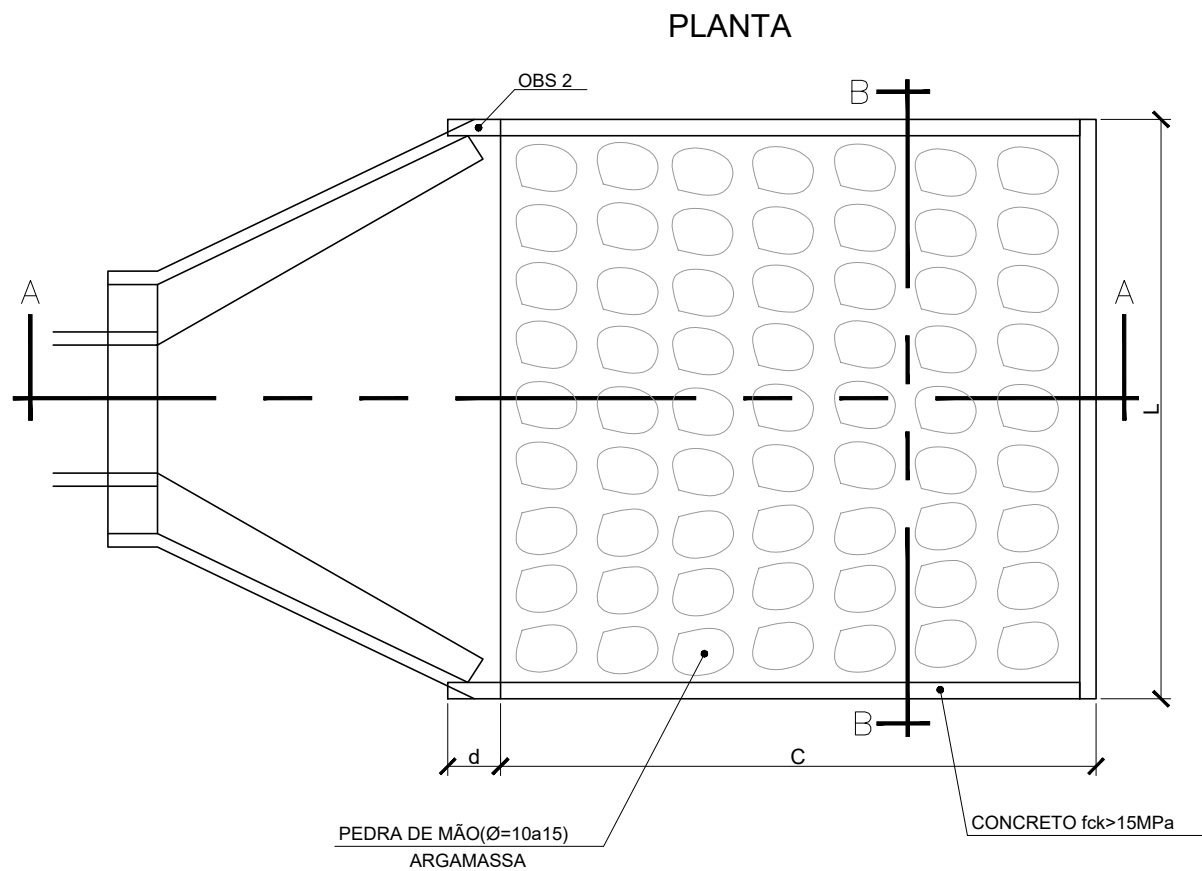 PLANTA
OBS 2
B
A
A
L
B
d
C
PEDRA DE MÃO(Ø=10a15)
ARGAMASSA
CONCRETO fck>15MPa